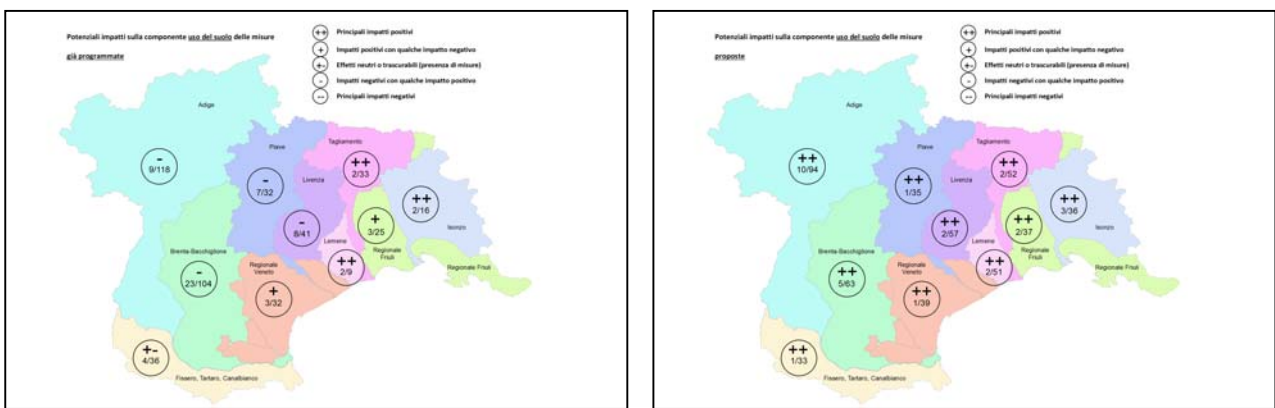 Potenziali impatti sulla componente uso del suolo delle misure
già programmate
++ Principali impatti positivi
+ Impatti positivi con qualche impatto negativo
+- Effetti neutri o trascurabili (presenza di misure)
- Impatti negativi con qualche impatto positivo
-- Principali impatti negativi
Adige
-
9/118
Piave
-
7/32
Tagliamento
++
2/33
Livenza
-
8/41
++
2/16
Isonzo
+
3/25
Regionale
Friuli
Lemene
++
2/9
Regionale Friuli
Brenta-Bacchiglione
-
23/104
Regionale
Veneto
+
3/32
+-
4/36
Fissero, Tartaro, Canalbianco
Potenziali impatti sulla componente uso del suolo delle misure
proposte
++ Principali impatti positivi
+ Impatti positivi con qualche impatto negativo
+- Effetti neutri o trascurabili (presenza di misure)
- Impatti negativi con qualche impatto positivo
-- Principali impatti negativi
Adige
++
10/94
Piave
++
1/35
Tagliamento
++
2/52
Livenza
++
2/57
++
3/36
Isonzo
++
2/37
Regionale
Friuli
Lemene
++
2/51
Regionale Friuli
Brenta-Bacchiglione
++
5/63
Regionale
Veneto
++
1/39
++
1/33
Fissero, Tartaro, Canalbianco